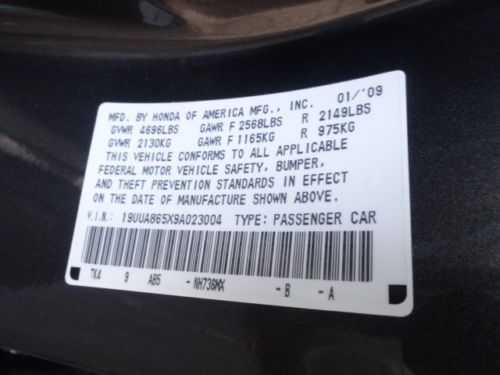 MFD. BY HONDA OF AMERICA MFG., INC. 01/'09
GVWR 4696LBS GAWR F 2568LBS R 2149LBS
GVWR 2130KG GAWR F 1165KG R 975KG
THIS VEHICLE CONFORMS TO ALL APPLICABLE
FEDERAL MOTOR VEHICLE SAFETY, BUMPER,
AND THEFT PREVENTION STANDARDS IN EFFECT
ON THE DATE OF MANUFACTURE SHOWN ABOVE.
V.I.N.: 19UUA865X9A023004 TYPE: PASSENGER CAR
TK4 9 AB5 -NH736MX -B -A